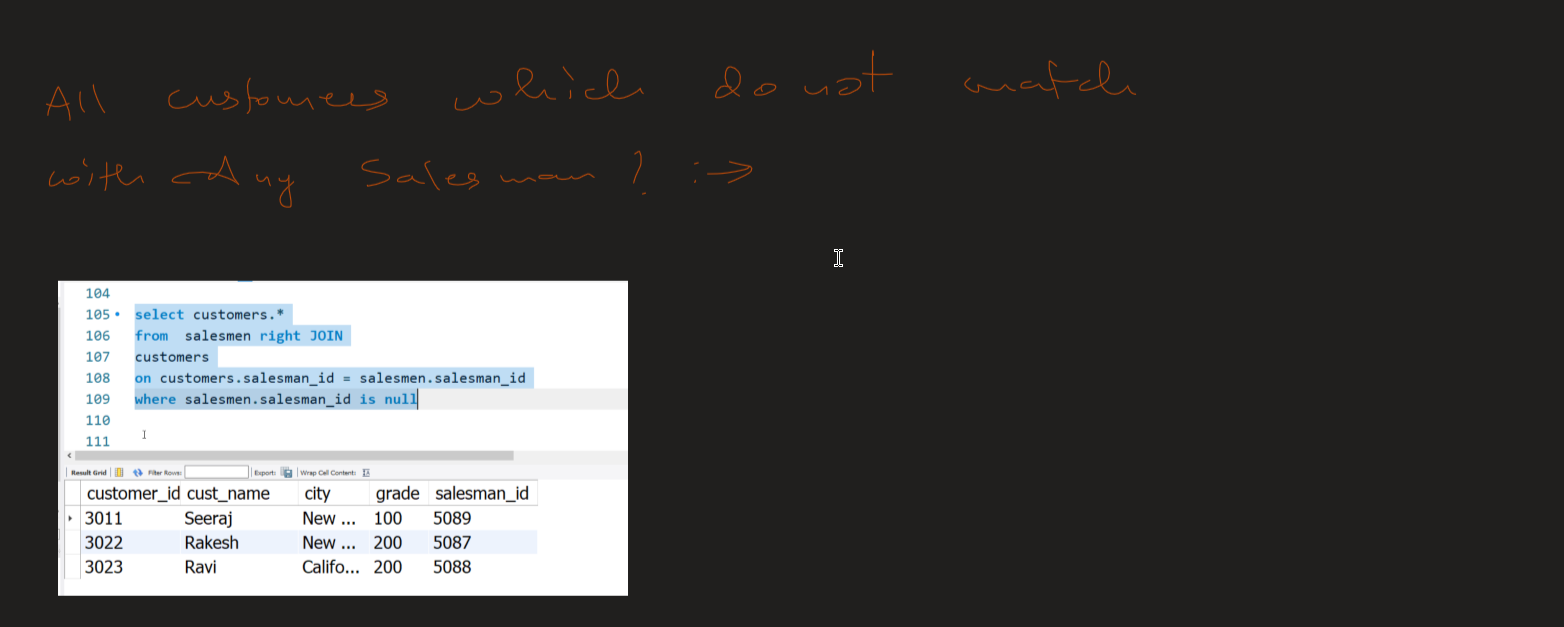 All customers which do not match
with Any Salesman ? :->
104
105 select customers.*
106 from salesmen right JOIN
107 customers
108 on customers.salesman_id = salesmen.salesman_id
109 where salesmen.salesman_id is null
110
111
Result Grid Filter Rows: Export: Wrap Cell Content:
customer_id cust_name city grade salesman_id
3011 Seeraj New ... 100 5089
3022 Rakesh New ... 200 5087
3023 Ravi Califo... 200 5088